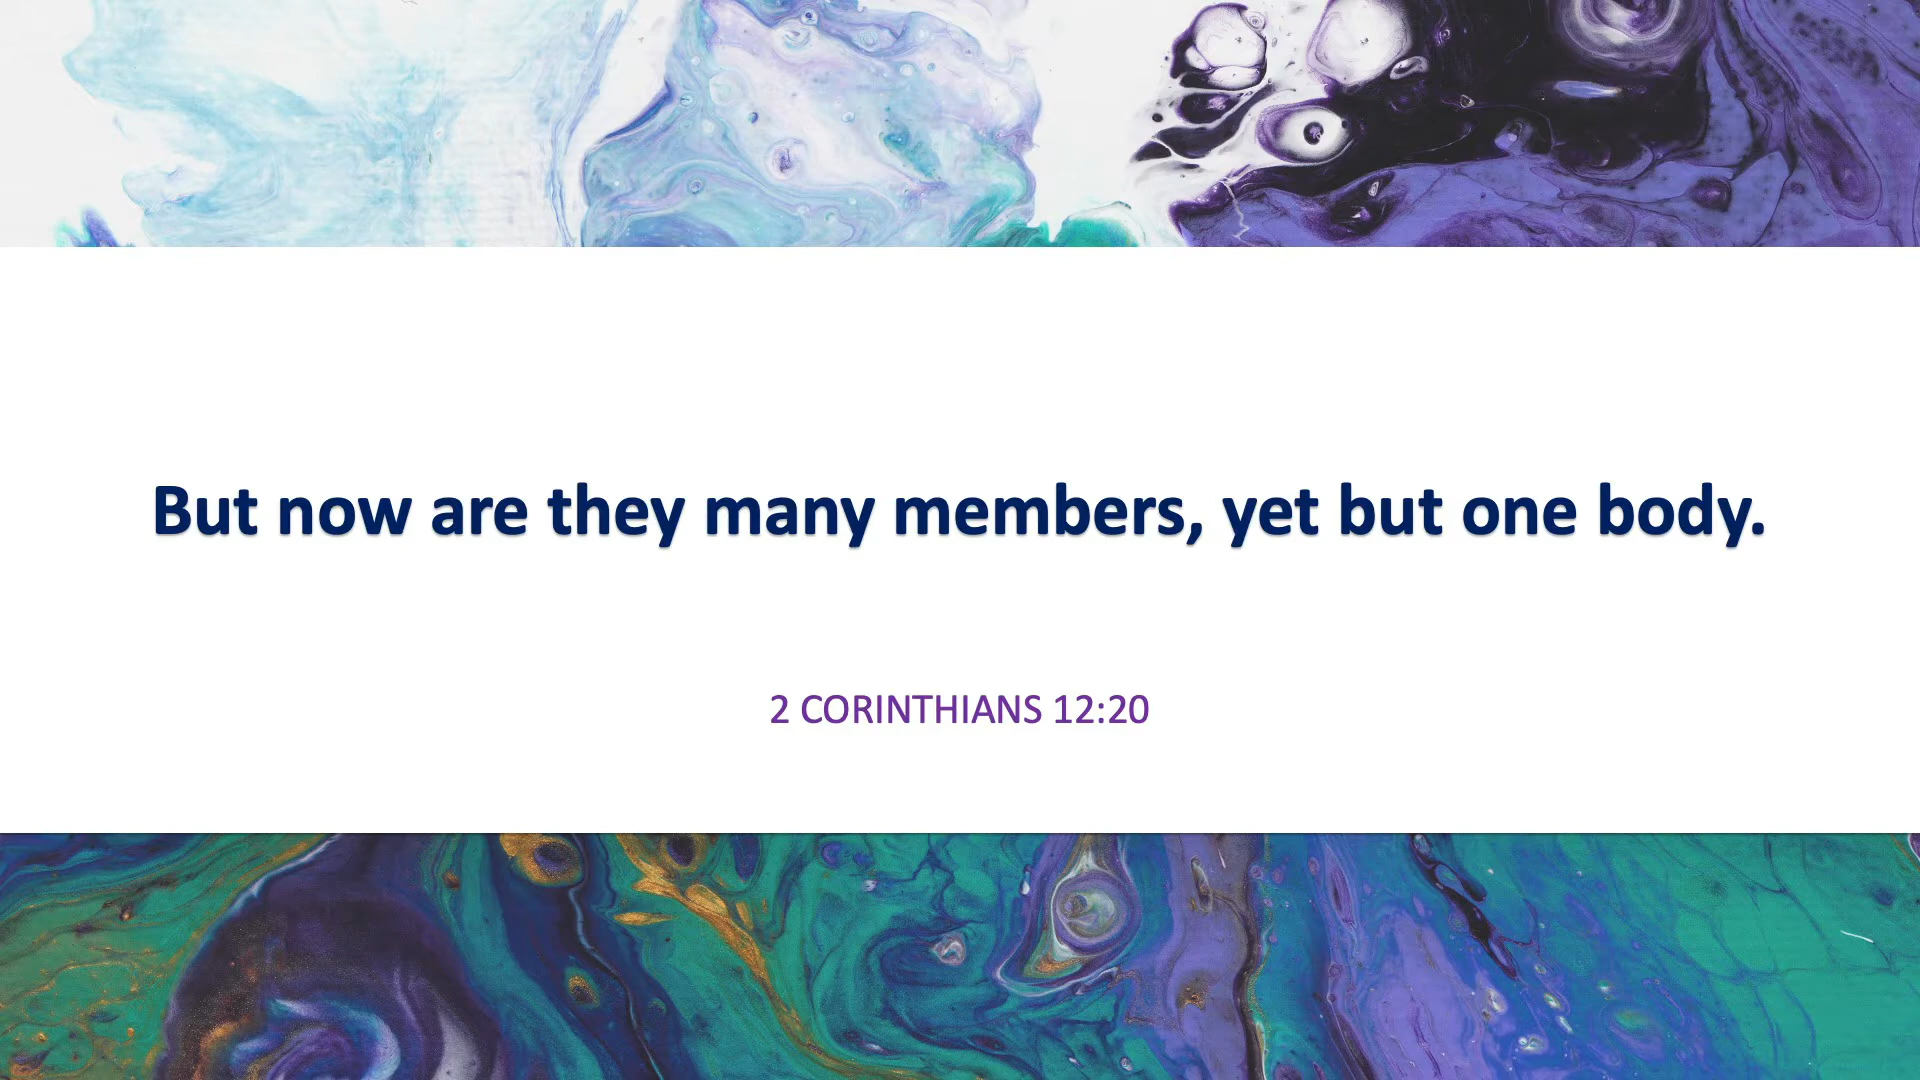 But now are they many members, yet but one body.
2 CORINTHIANS 12:20